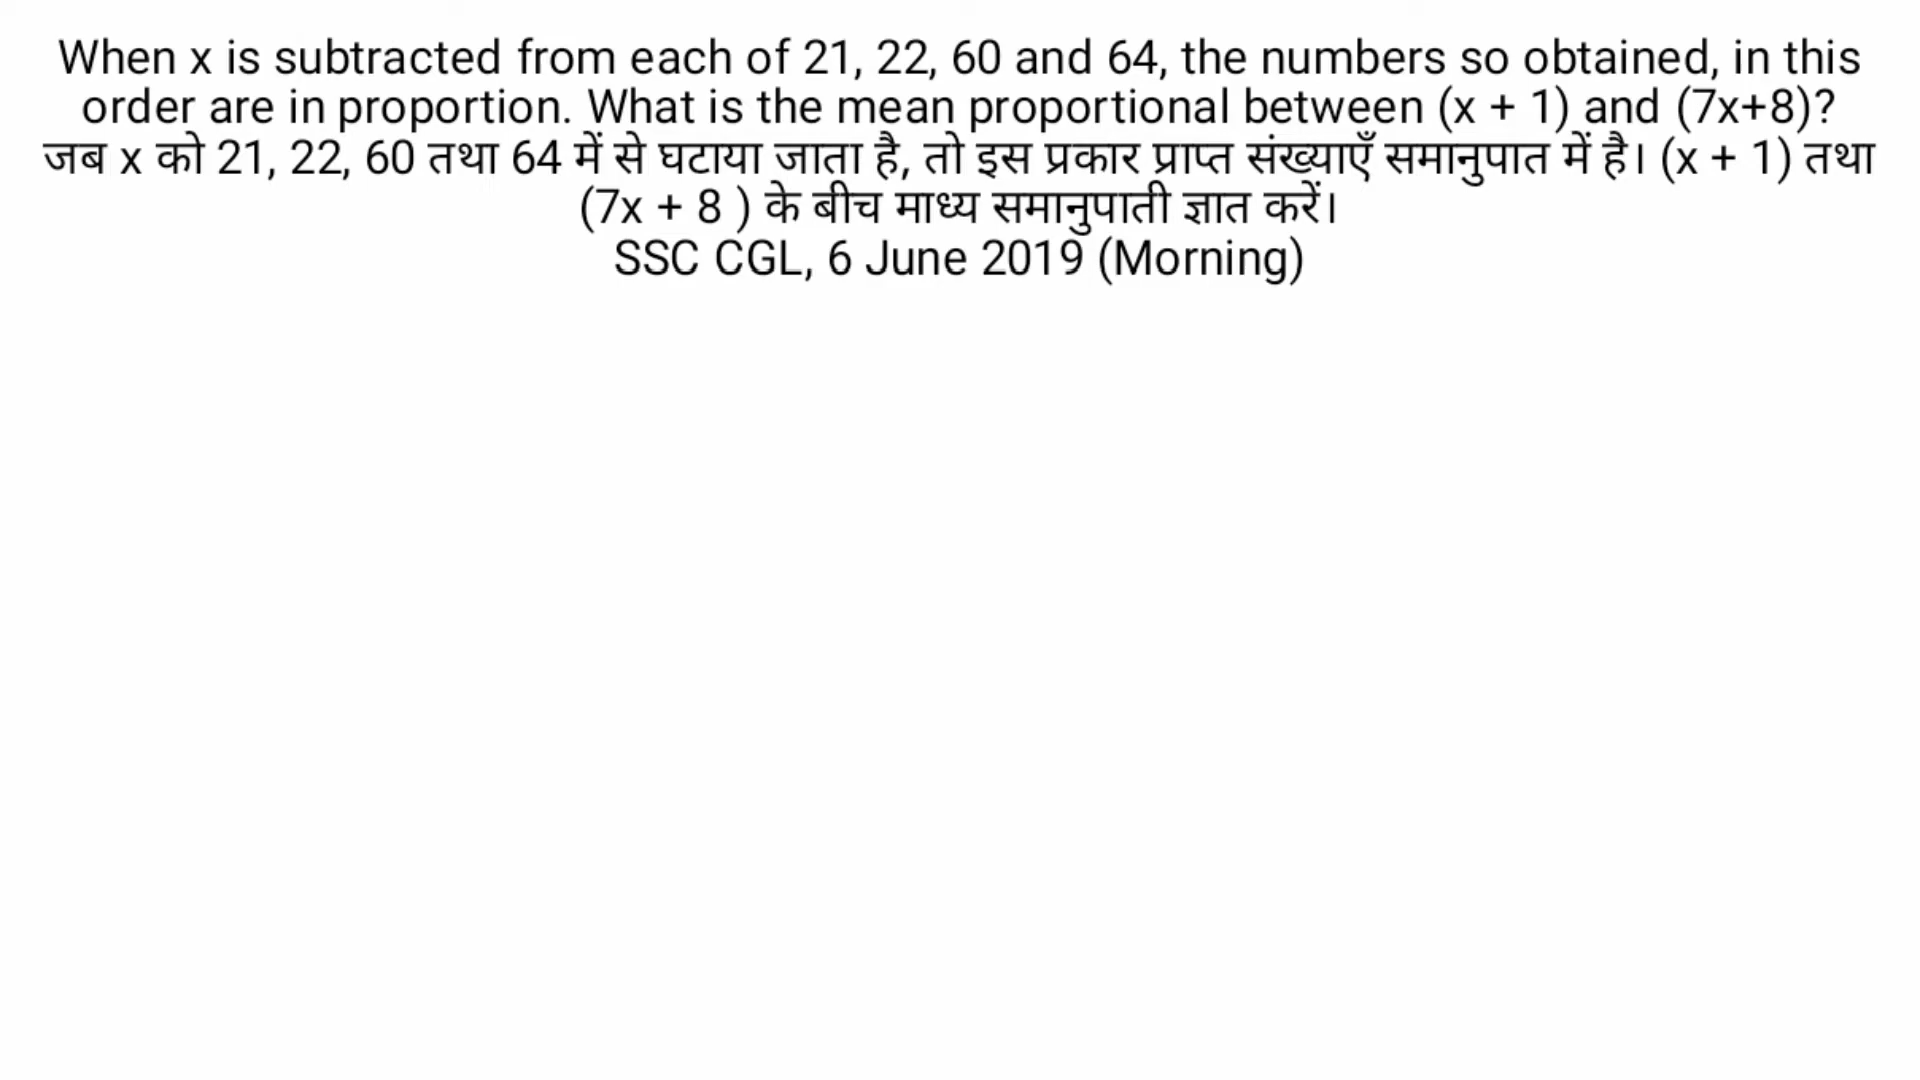 When x is subtracted from each of 21, 22, 60 and 64, the numbers so obtained, in this
order are in proportion. What is the mean proportional between (x + 1) and (7x+8)?
जब x को 21, 22, 60 तथा 64 में से घटाया जाता है, तो इस प्रकार प्राप्त संख्याएँ समानुपात में है। (x + 1) तथा
(7x + 8 ) के बीच माध्य समानुपाती ज्ञात करें।
SSC CGL, 6 June 2019 (Morning)